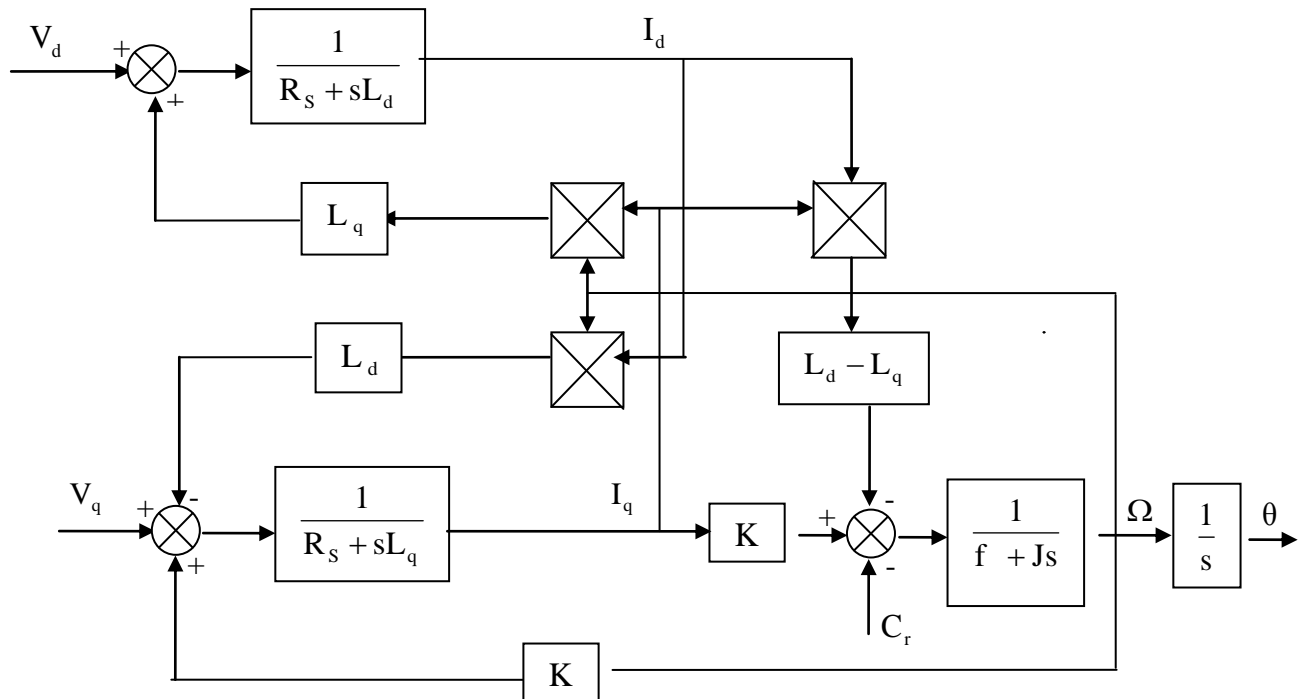 V_d
+
+
1
R_S + sL_d
I_d
L_q
L_d
L_d – L_q
V_q
+
-
+
1
R_S + sL_q
I_q
K
+
-
-
C_r
1
f + Js
Ω
1
s
θ
K